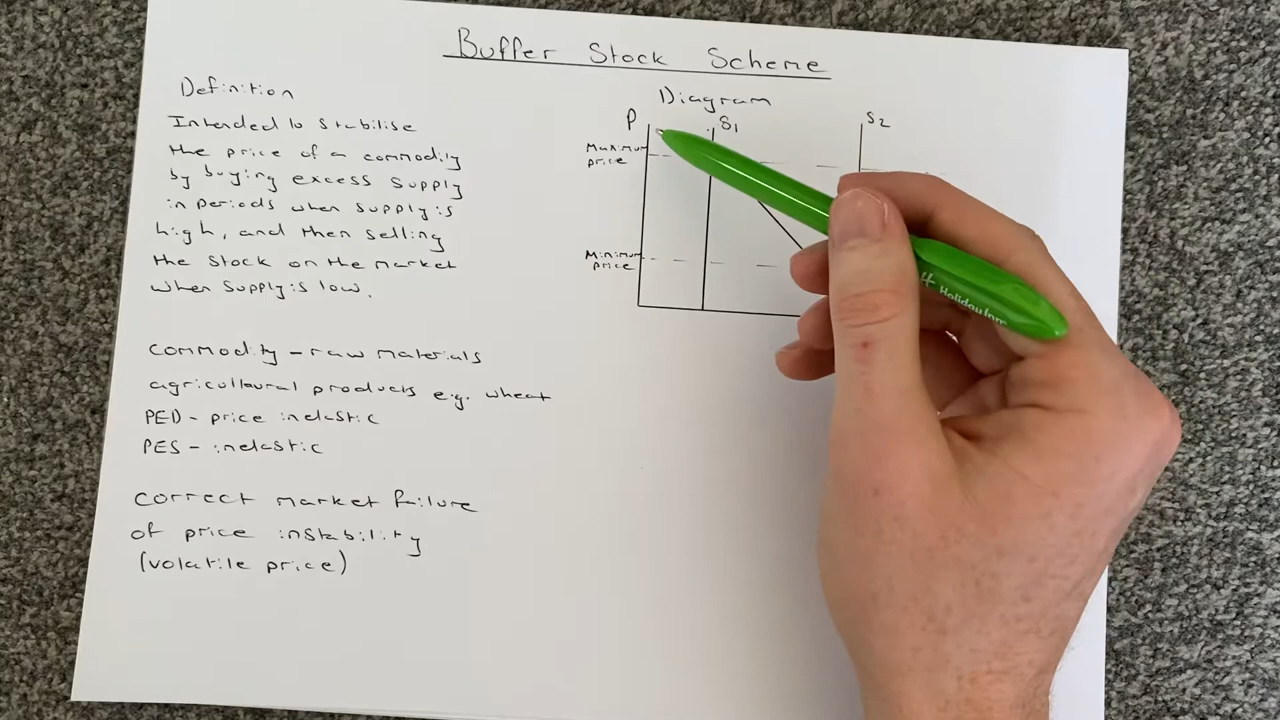 Buffer Stock Scheme
Definition
Intended to stabilise
the price of a commodity
by buying excess supply
in periods when supply is
high, and then selling
the stock on the market
when supply is low.
commodity - raw materials
agricultural products e.g. wheat
PED - price inelastic
PES - inelastic
correct market failure
of price instability
(volatile price)
Diagram
P
S1
S2
Maximum
price
Minimum
price
Holiday Inn